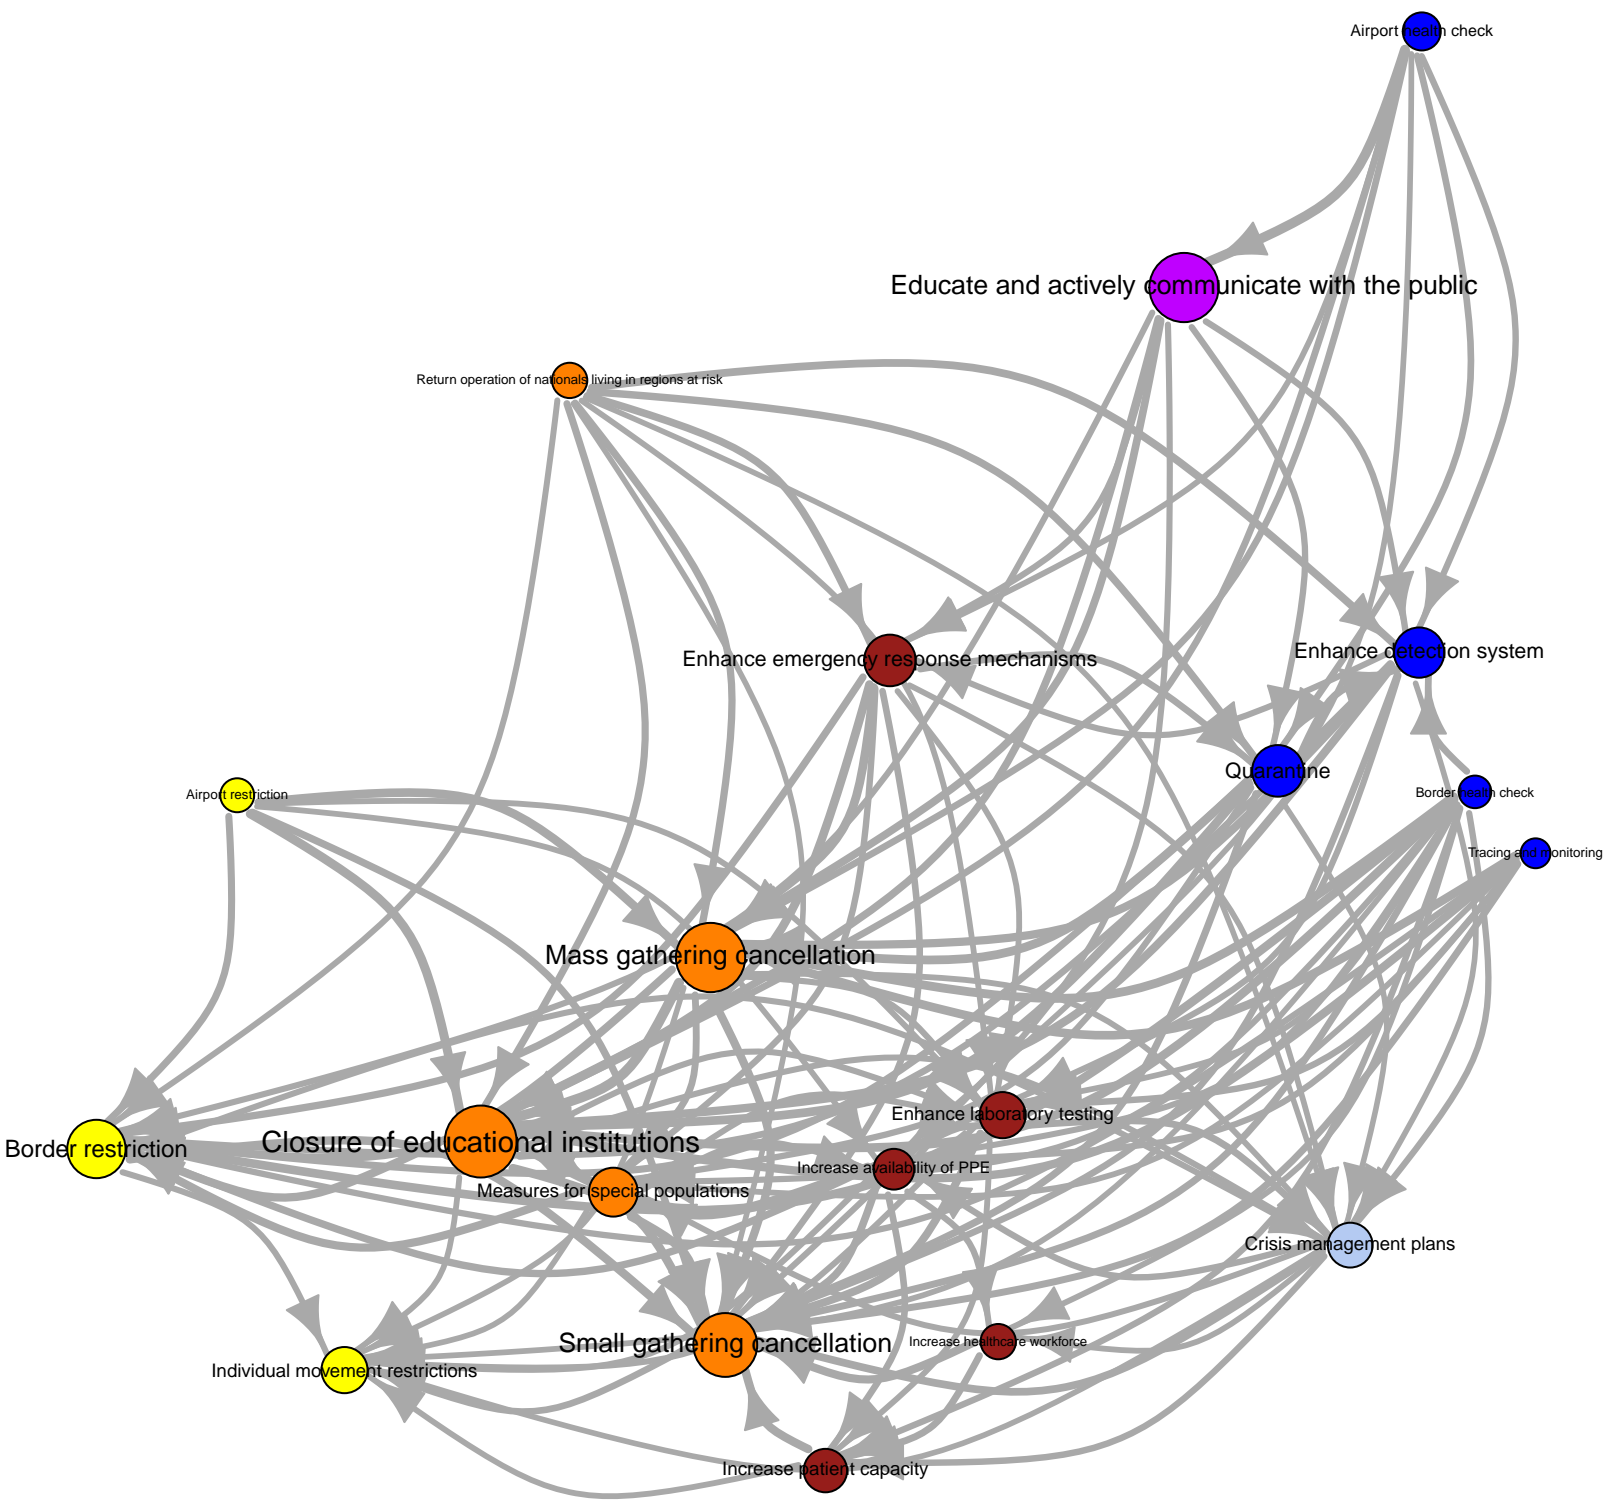 Airport health check
Educate and actively communicate with the public
Return operation of nationals living in regions at risk
Enhance detection system
Enhance emergency response mechanisms
Quarantine
Border health check
Airport restriction
Tracing and monitoring
Mass gathering cancellation
Enhance laboratory testing
Closure of educational institutions
Border restriction
Increase availability of PPE
Measures for special populations
Crisis management plans
Increase healthcare workforce
Small gathering cancellation
Individual movement restrictions
Increase patient capacity